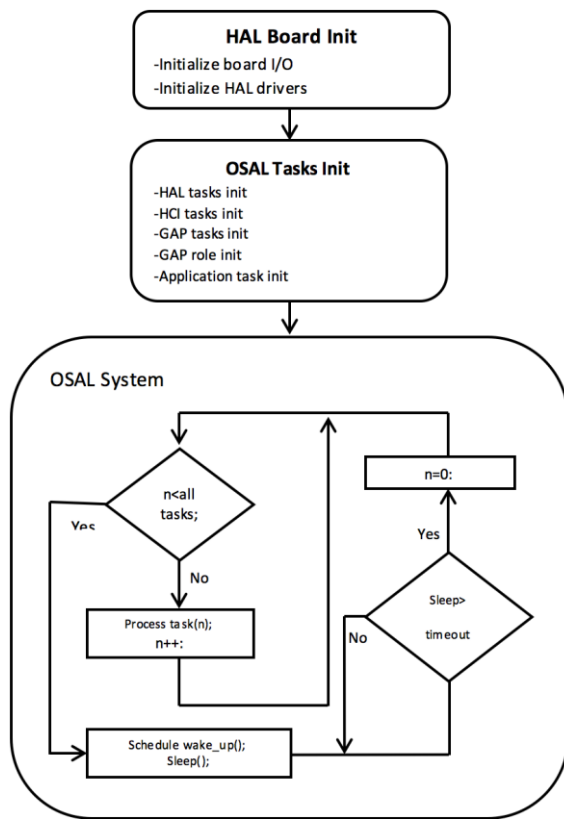 HAL Board Init
-Initialize board I/O
-Initialize HAL drivers
OSAL Tasks Init
-HAL tasks init
-HCI tasks init
-GAP tasks init
-GAP role init
-Application task init
OSAL System
n<all
tasks;
Yes
No
Process task(n);
n++:
Schedule wake_up();
Sleep();
n=0:
Yes
Sleep>
timeout
No